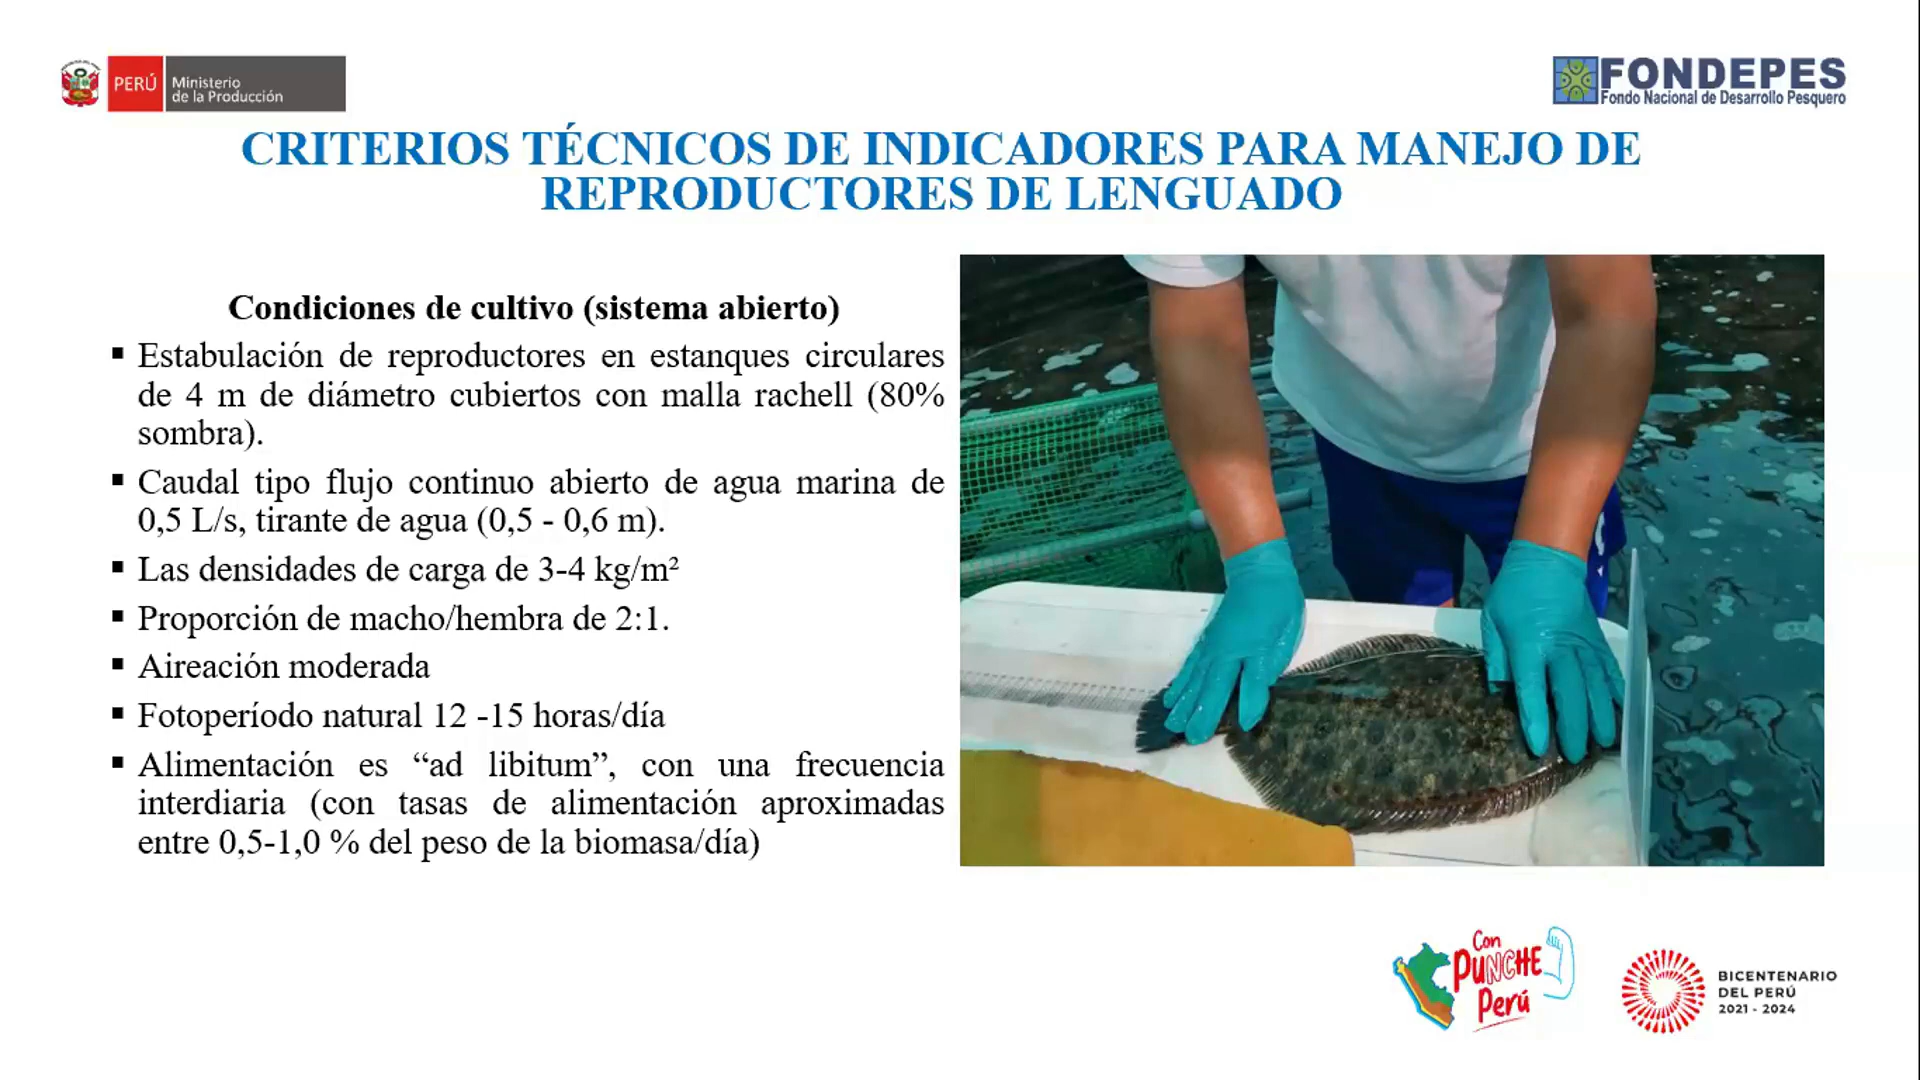 PERÚ
Ministerio
de la Producción
FONDEPES
Fondo Nacional de Desarrollo Pesquero
CRITERIOS TÉCNICOS DE INDICADORES PARA MANEJO DE
REPRODUCTORES DE LENGUADO
Condiciones de cultivo (sistema abierto)
▪ Estabulación de reproductores en estanques circulares
de 4 m de diámetro cubiertos con malla rachell (80%
sombra).
▪ Caudal tipo flujo continuo abierto de agua marina de
0,5 L/s, tirante de agua (0,5 - 0,6 m).
▪ Las densidades de carga de 3-4 kg/m²
▪ Proporción de macho/hembra de 2:1.
▪ Aireación moderada
▪ Fotoperíodo natural 12 -15 horas/día
▪ Alimentación es “ad libitum”, con una frecuencia
interdiaria (con tasas de alimentación aproximadas
entre 0,5-1,0 % del peso de la biomasa/día)
Con
PUNCHE
Perú
BICENTENARIO
DEL PERÚ
2021 - 2024